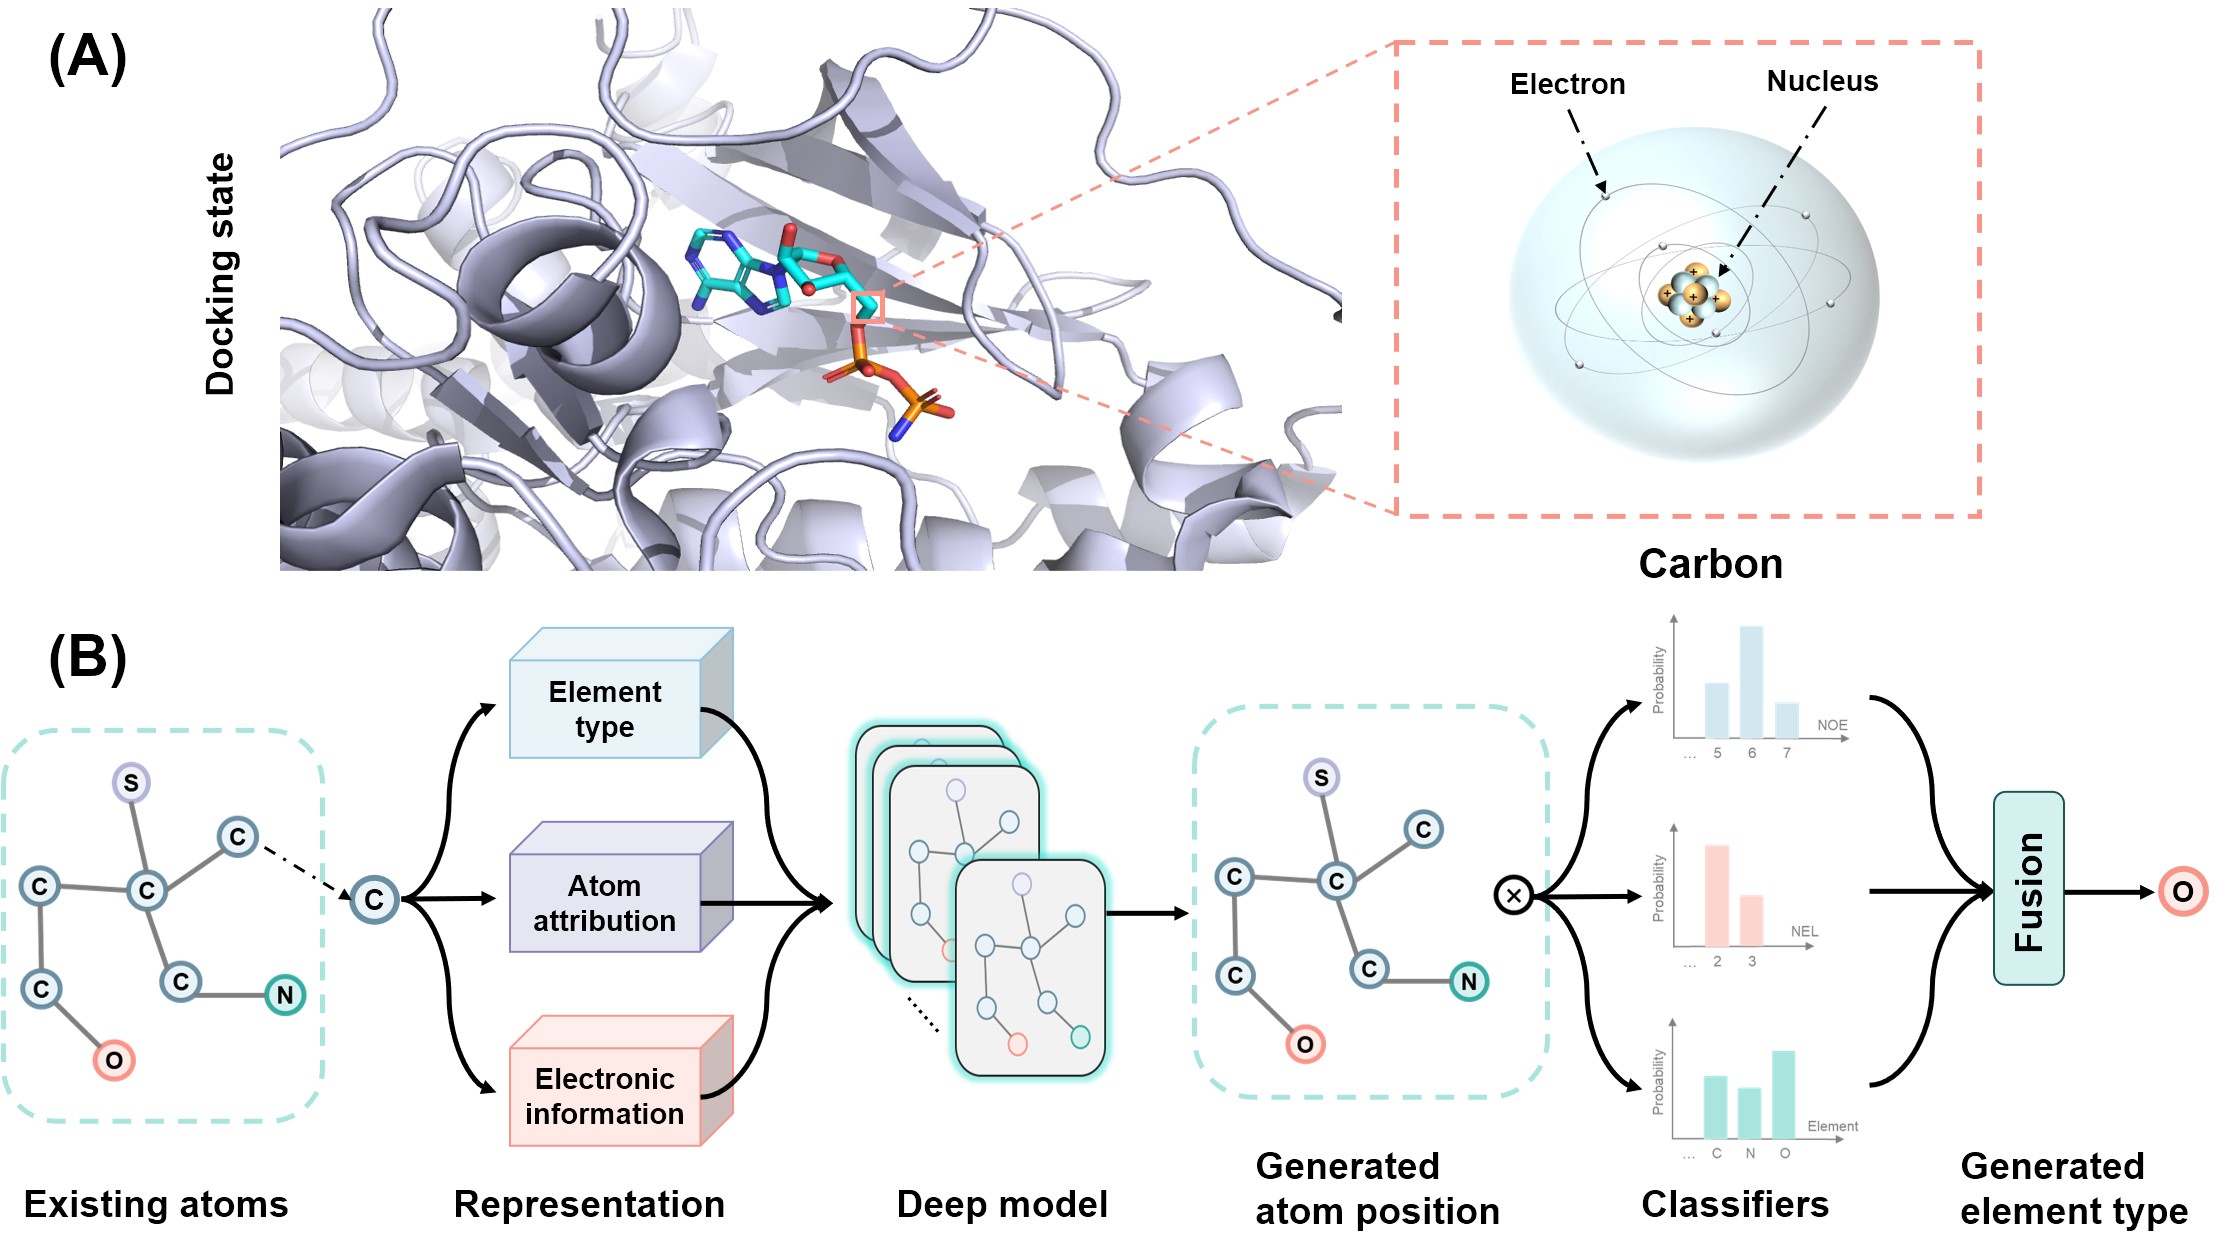 (A)
Docking state
Electron
Nucleus
+
+
+
+
+
Carbon
(B)
S
C
C
C
C
C
N
O
C
Existing atoms
Element
type
Atom
attribution
Electronic
information
Representation
Deep model
S
C
C
C
C
C
N
O
Generated
atom position
×
Probability
NOE
... 5 6 7
Probability
NEL
... 2 3
Probability
Element
... C N O
Classifiers
Fusion
O
Generated
element type